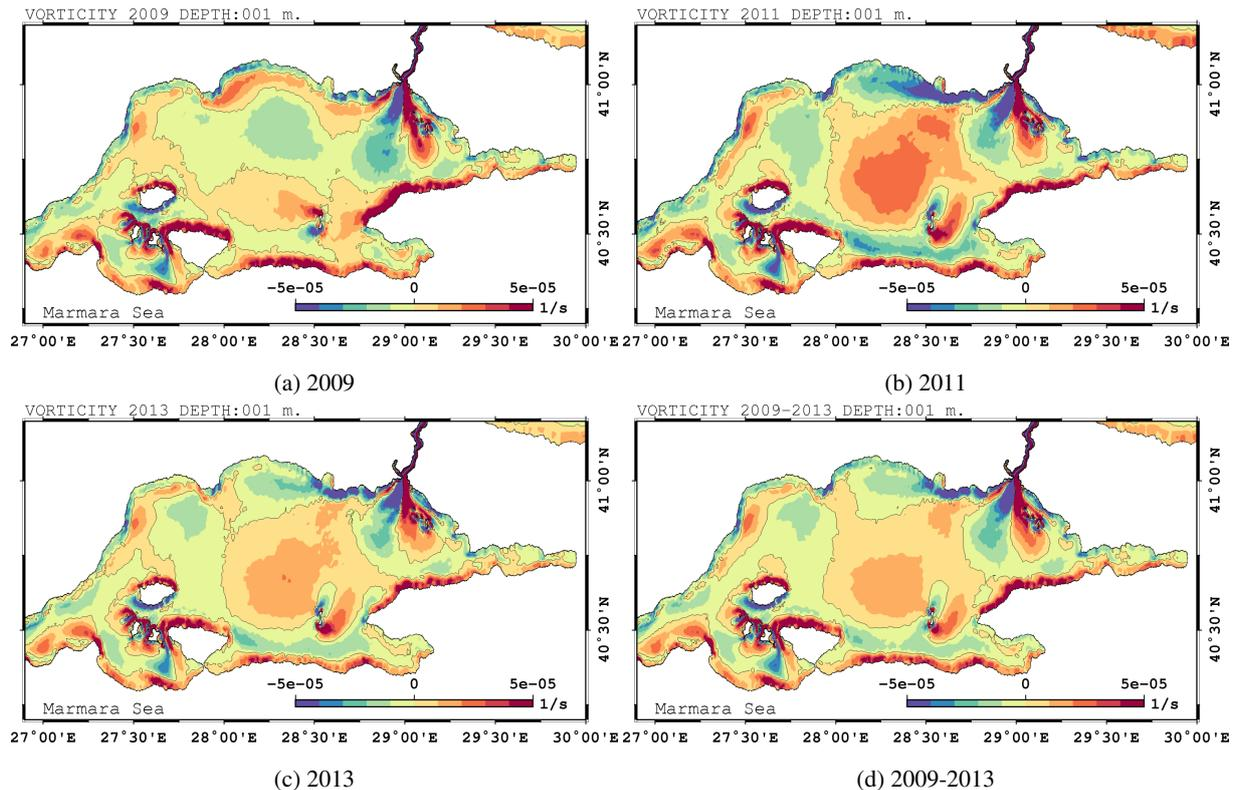 VORTICITY 2009 DEPTH:001 m.
41°00'N
40°30'N
-5e-05 0 5e-05
1/s
Marmara Sea
27°00'E 27°30'E 28°00'E 28°30'E 29°00'E 29°30'E 30°00'E
(a) 2009
VORTICITY 2011 DEPTH:001 m.
41°00'N
40°30'N
-5e-05 0 5e-05
1/s
Marmara Sea
27°00'E 27°30'E 28°00'E 28°30'E 29°00'E 29°30'E 30°00'E
(b) 2011
VORTICITY 2013 DEPTH:001 m.
41°00'N
40°30'N
-5e-05 0 5e-05
1/s
Marmara Sea
27°00'E 27°30'E 28°00'E 28°30'E 29°00'E 29°30'E 30°00'E
(c) 2013
VORTICITY 2009-2013 DEPTH:001 m.
41°00'N
40°30'N
-5e-05 0 5e-05
1/s
Marmara Sea
27°00'E 27°30'E 28°00'E 28°30'E 29°00'E 29°30'E 30°00'E
(d) 2009-2013